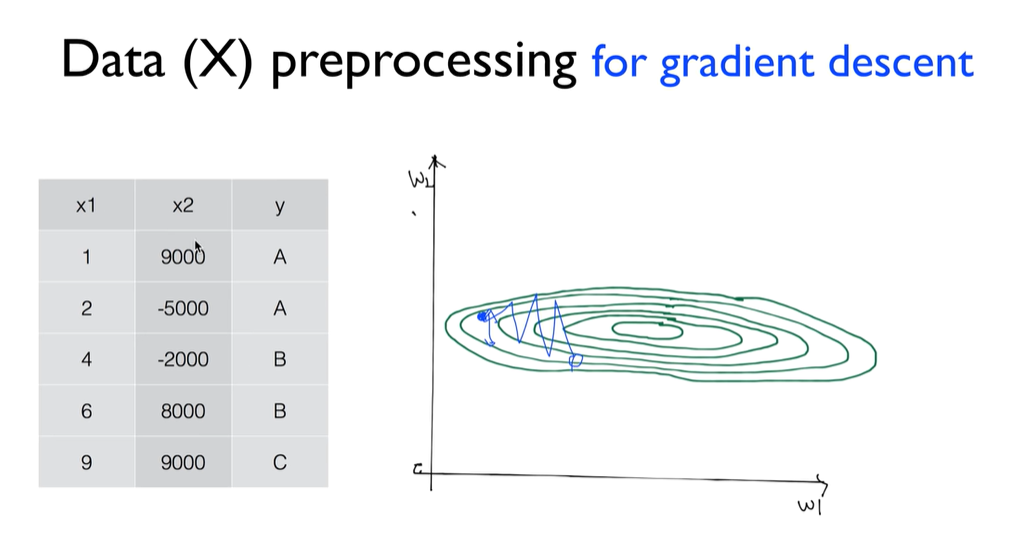 Data (X) preprocessing for gradient descent
x1 x2 y
1 9000 A
2 -5000 A
4 -2000 B
6 8000 B
9 9000 C
W2
W1